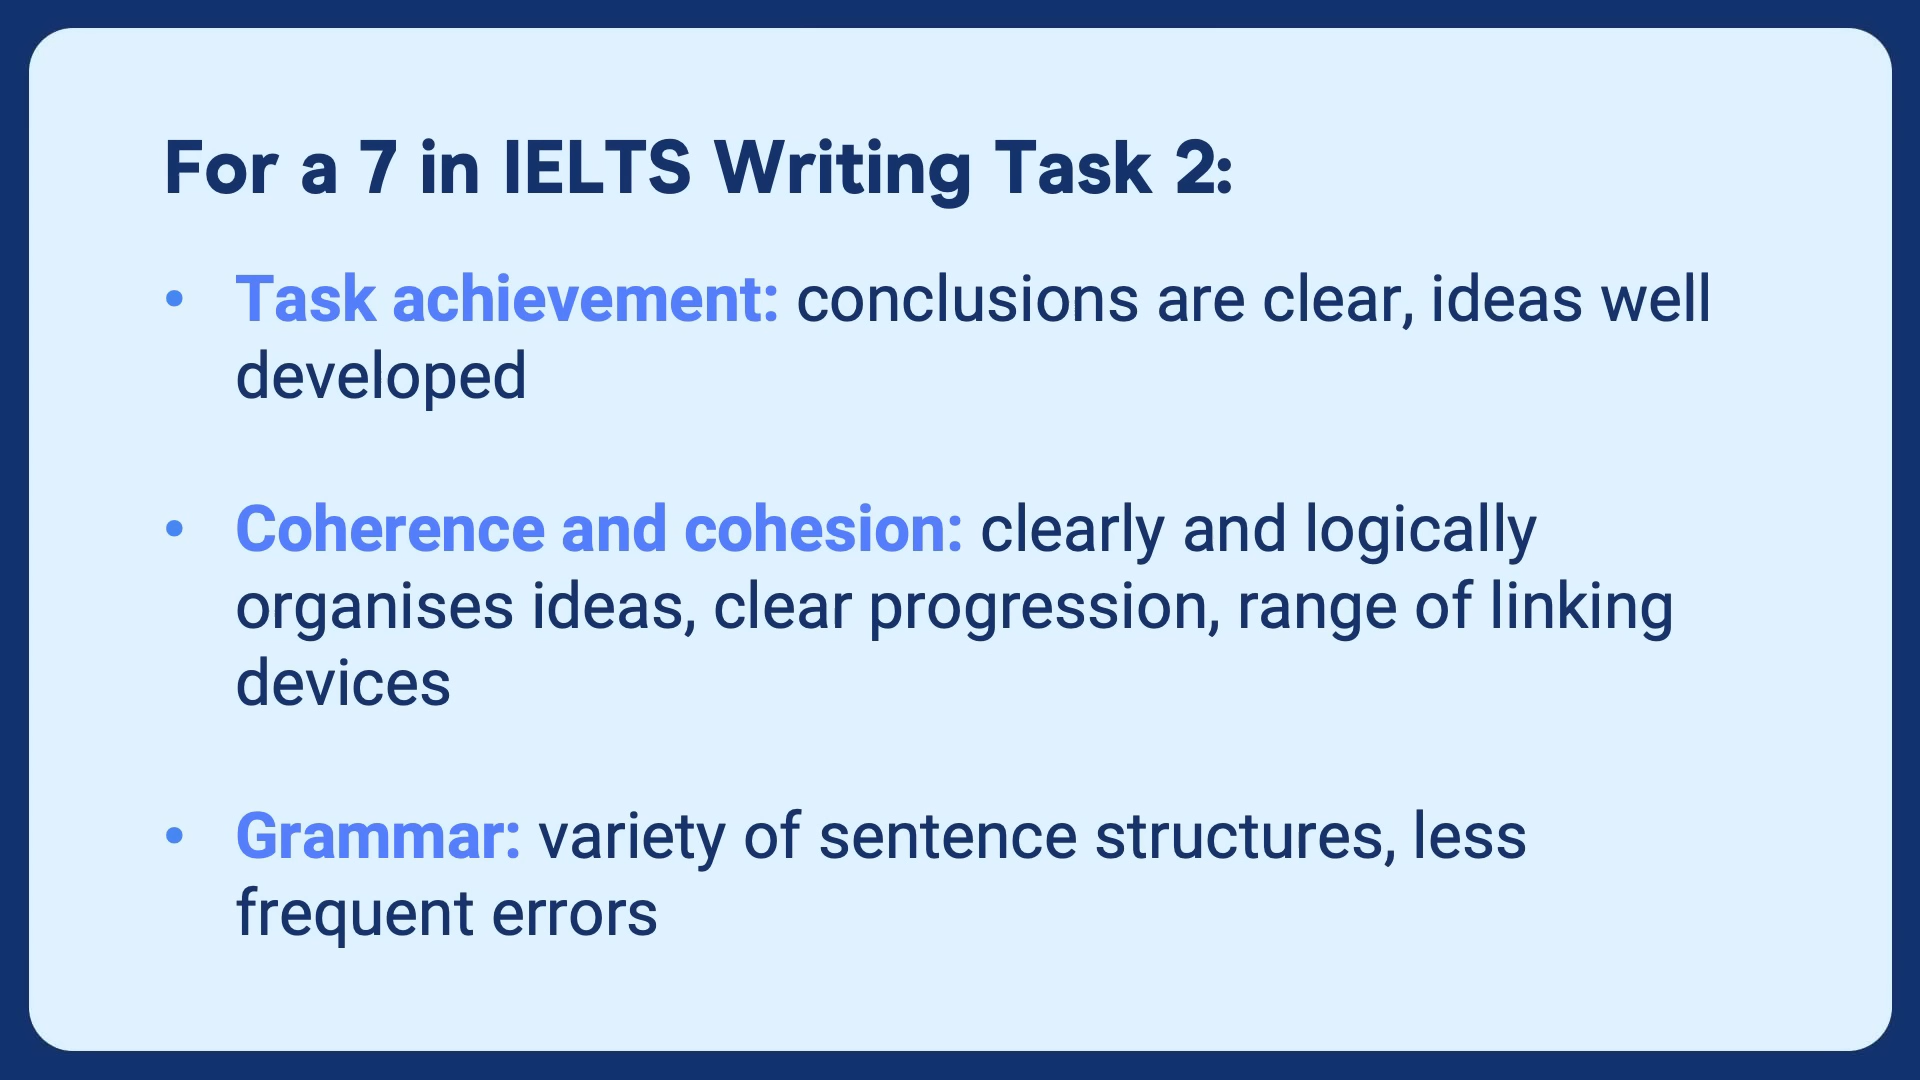 For a 7 in IELTS Writing Task 2:
• Task achievement: conclusions are clear, ideas well
developed
• Coherence and cohesion: clearly and logically
organises ideas, clear progression, range of linking
devices
• Grammar: variety of sentence structures, less
frequent errors